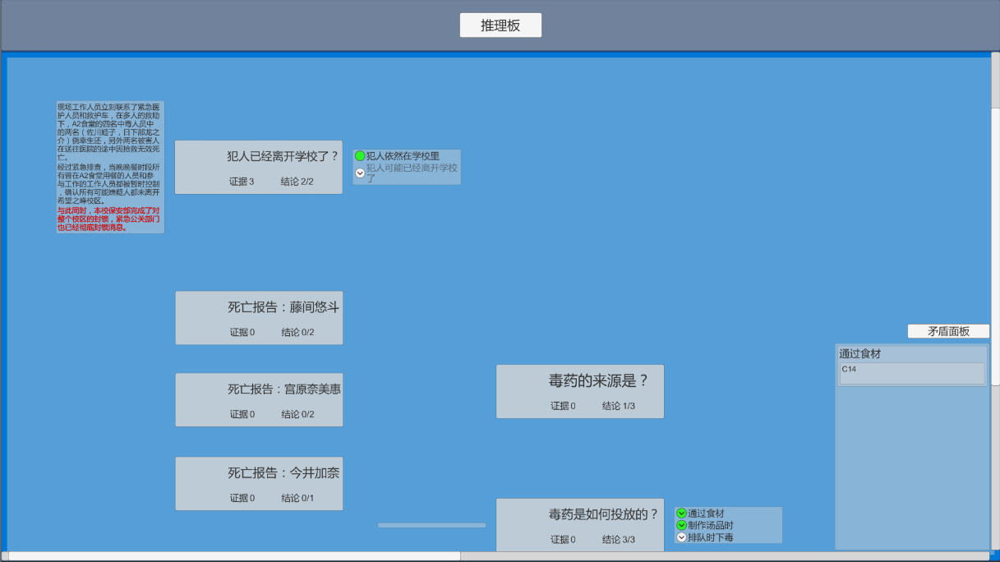 推理板
现场工作人员立刻联系了紧急医
护人员和救护车，在多人的救助
下，A2食堂的四名中毒人员中
的两名（佐川姫子，日下部龙之
介）侥幸生还，另外两名被害人
在送往医院的途中因抢救无效死
亡。
经过紧急排查，当晚晚餐时段所
有曾在A2食堂用餐的人员和参
与工作的工作人员都被暂时控制
，确认所有可能嫌疑人都未离开
希望之峰校区。
与此同时，本校保安部完成了对
整个校区的封锁，紧急公关部门
也已经彻底封锁消息。
犯人已经离开学校了？
证据 3 结论 2/2
犯人依然在学校里
犯人可能已经离开学校
了
死亡报告：藤间悠斗
证据 0 结论 0/2
死亡报告：宫原奈美惠
证据 0 结论 0/2
死亡报告：今井加奈
证据 0 结论 0/1
毒药的来源是？
证据 0 结论 1/3
毒药是如何投放的？
证据 0 结论 3/3
通过食材
制作汤品时
排队时下毒
矛盾面板
通过食材
C14